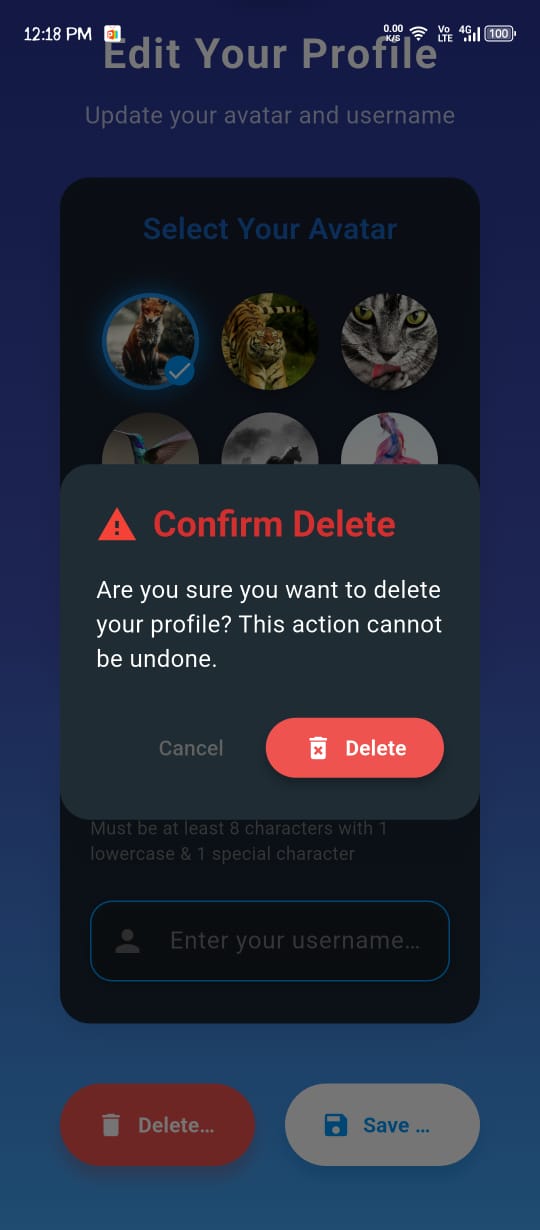 12:18 PM
0.00 K/S
Vo LTE
4G
100
Edit Your Profile
Update your avatar and username
Select Your Avatar
Confirm Delete
Are you sure you want to delete
your profile? This action cannot
be undone.
Cancel
Delete
Must be at least 8 characters with 1
lowercase & 1 special character
Enter your username...
Delete...
Save ...